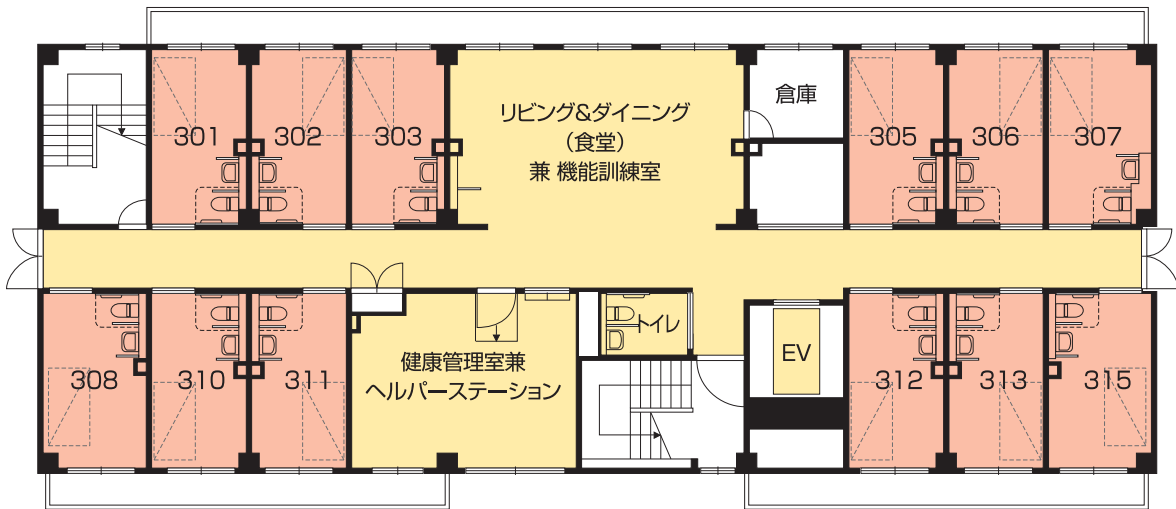 301
302
303
リビング&ダイニング
(食堂)
兼 機能訓練室
倉庫
305
306
307
308
310
311
健康管理室兼
ヘルパーステーション
トイレ
EV
312
313
315